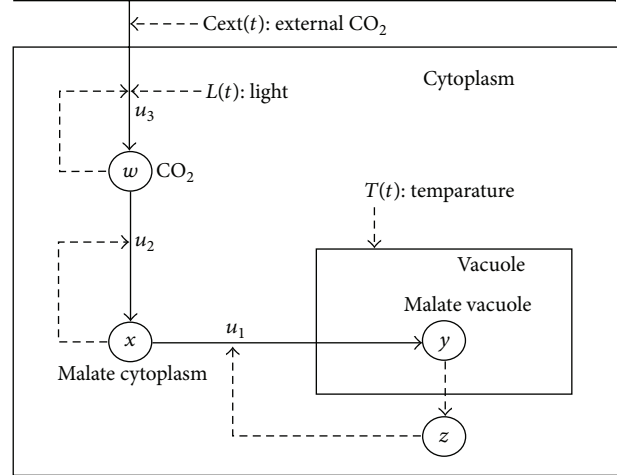 Cext(t): external CO₂
Cytoplasm
L(t): light
u₃
w CO₂
T(t): temparature
u₂
Vacuole
Malate vacuole
u₁
x
y
Malate cytoplasm
z